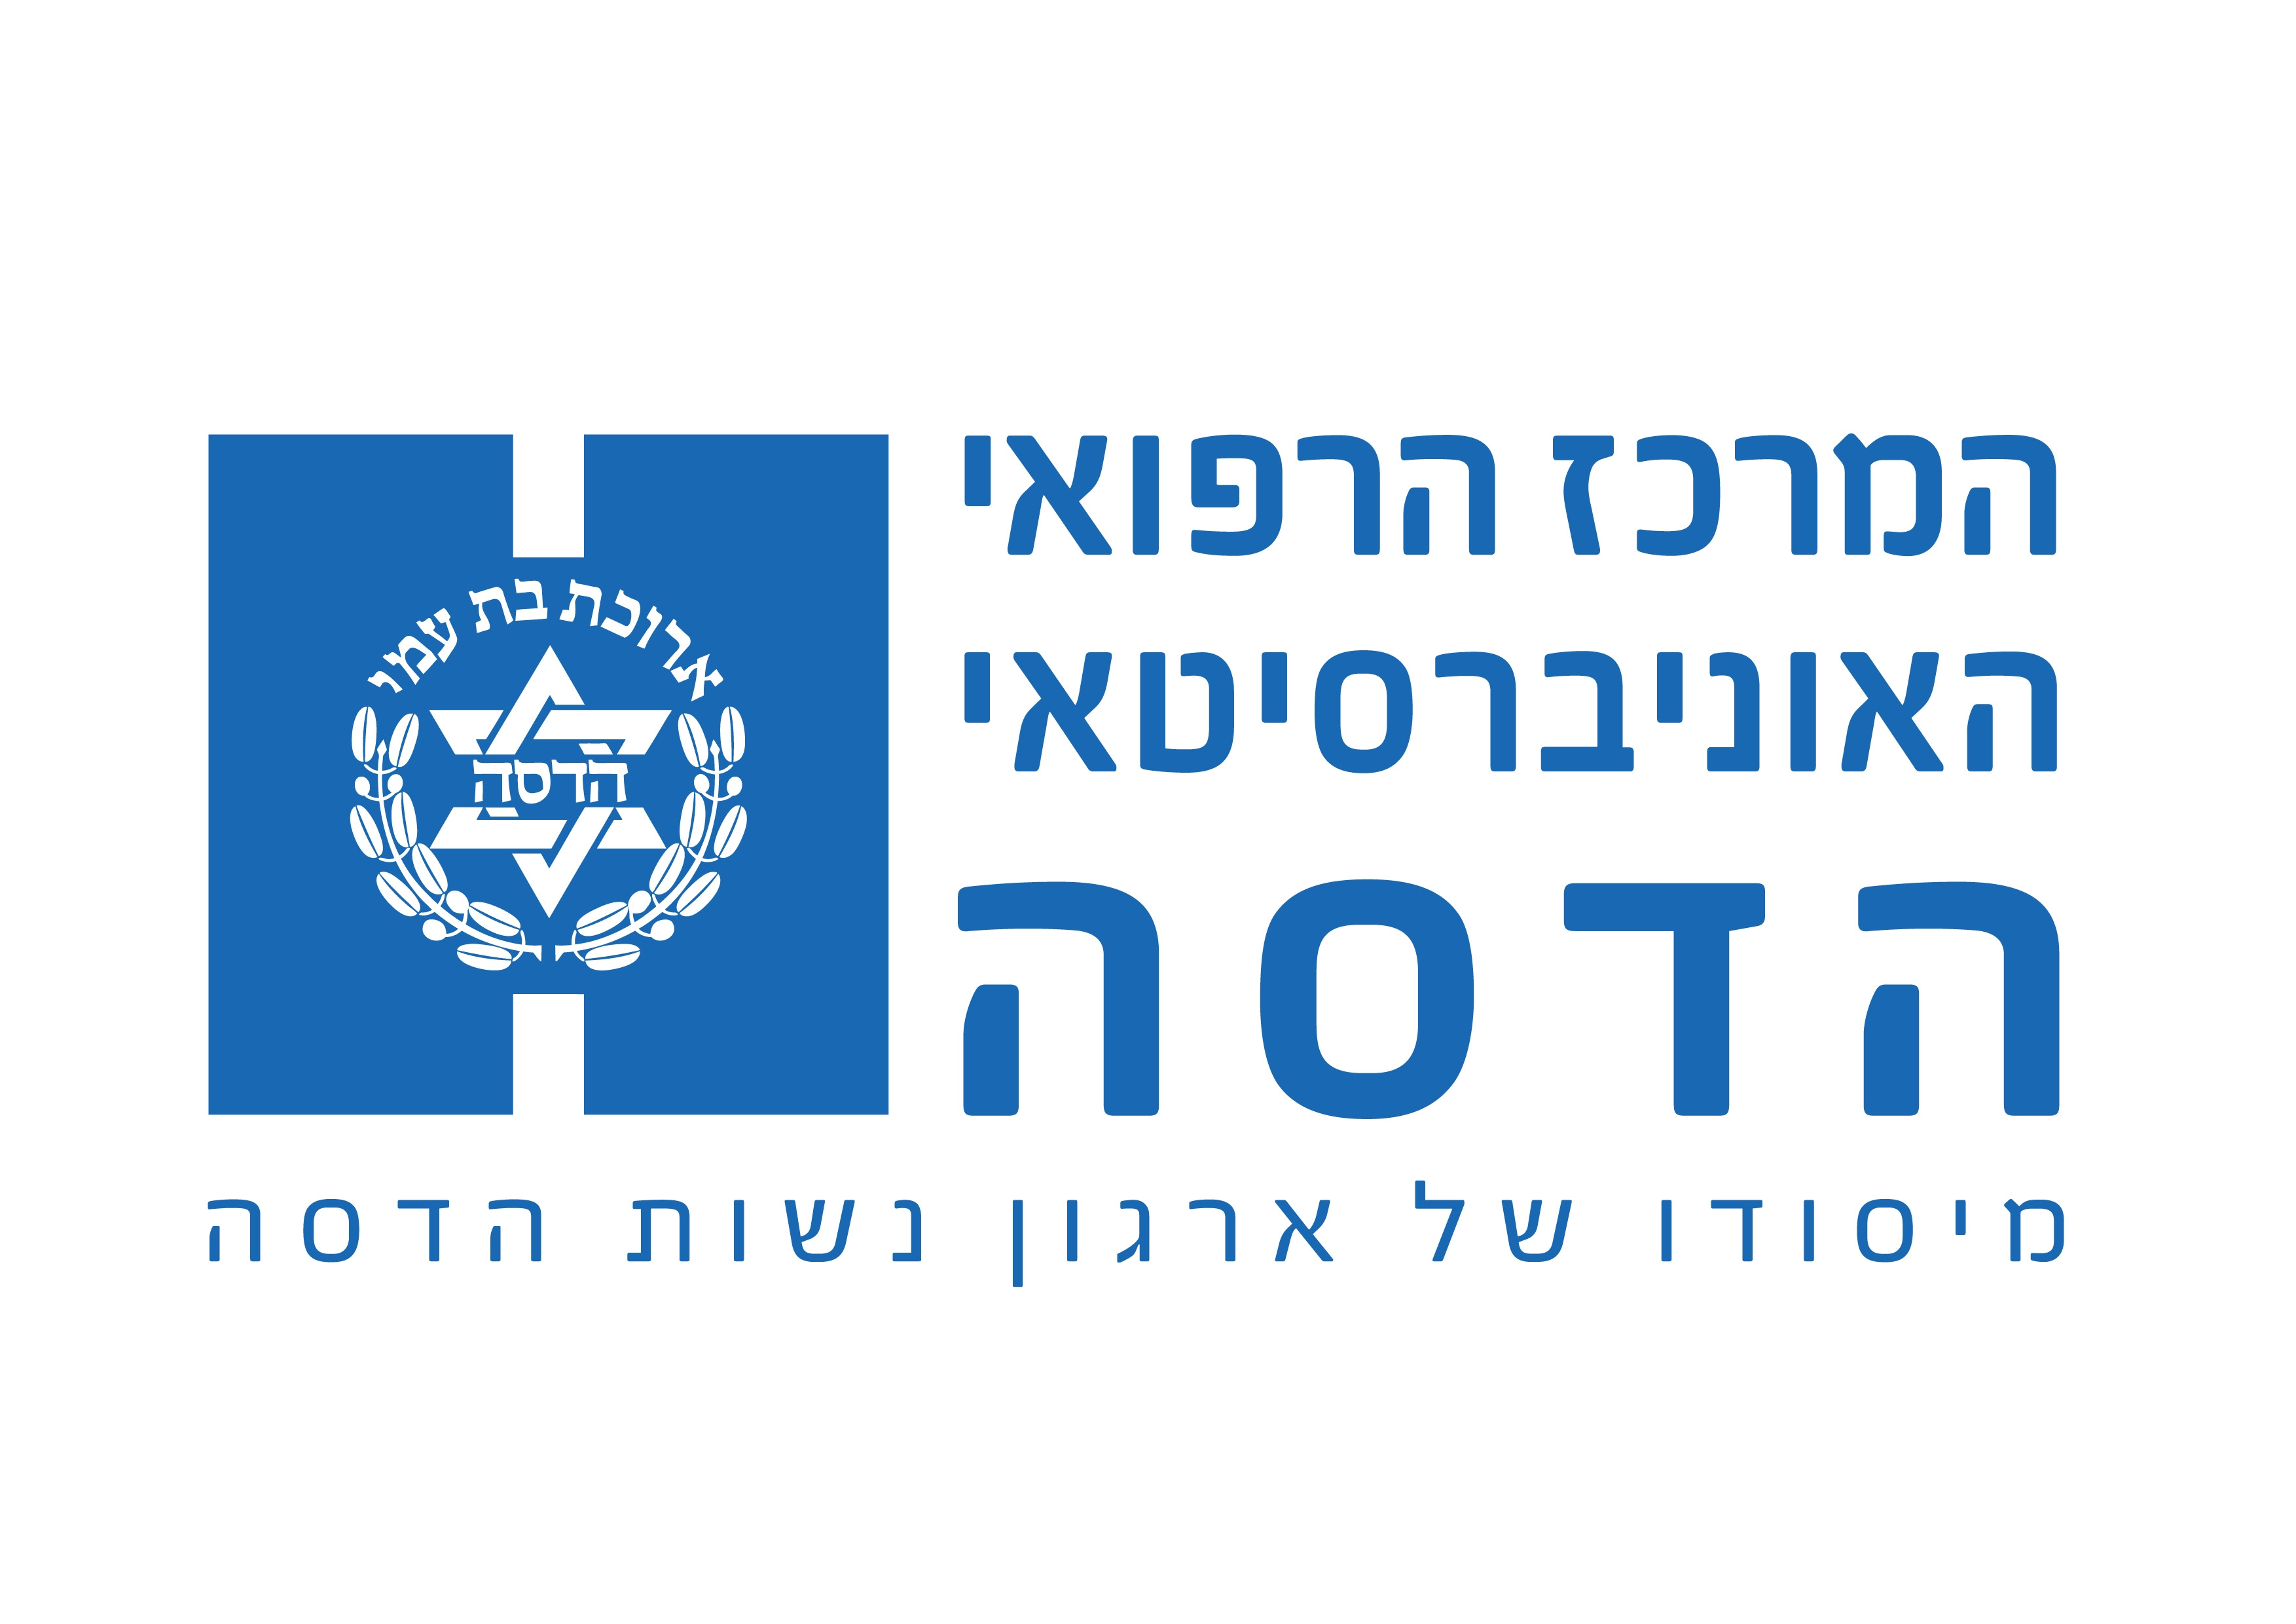 המרכז הרפואי
האוניברסיטאי
הדסה
ארוכת בת עמי
הדסה
מיסודו של ארגון נשות הדסה